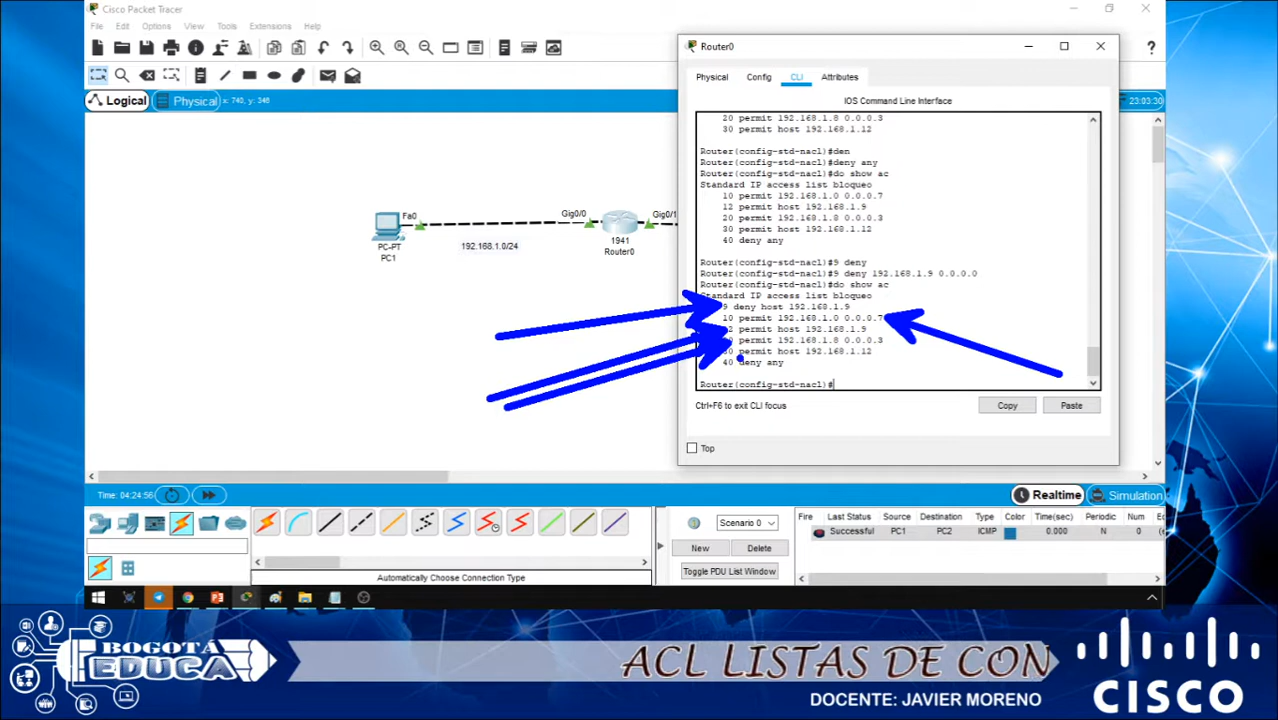 Cisco Packet Tracer
File Edit Options View Tools Extensions Help
Logical Physical x: 740, y: 348
23:03:30
Router0
Physical Config CLI Attributes
IOS Command Line Interface
20 permit 192.168.1.8 0.0.0.3
30 permit host 192.168.1.12
Router(config-std-nacl)#den
Router(config-std-nacl)#deny any
Router(config-std-nacl)#do show ac
Standard IP access list bloqueo
10 permit 192.168.1.0 0.0.0.7
12 permit host 192.168.1.9
20 permit 192.168.1.8 0.0.0.3
30 permit host 192.168.1.12
40 deny any
Router(config-std-nacl)#9 deny
Router(config-std-nacl)#9 deny 192.168.1.9 0.0.0.0
Router(config-std-nacl)#do show ac
Standard IP access list bloqueo
9 deny host 192.168.1.9
10 permit 192.168.1.0 0.0.0.7
permit host 192.168.1.9
permit 192.168.1.8 0.0.0.3
permit host 192.168.1.12
40 deny any
Router(config-std-nacl)#
Ctrl+F6 to exit CLI focus
Copy Paste
Top
Fa0
PC-PT
PC1
192.168.1.0/24
Gig0/0
Gig0/1
1941
Router0
Time: 04:24:56
Realtime Simulation
Scenario 0
New Delete
Toggle PDU List Window
Automatically Choose Connection Type
Fire Last Status Source Destination Type Color Time(sec) Periodic Num
Successful PC1 PC2 ICMP 0.000 N 0
BOGOTÁ
EDUCA
ACL LISTAS DE CON
DOCENTE: JAVIER MORENO
CISCO